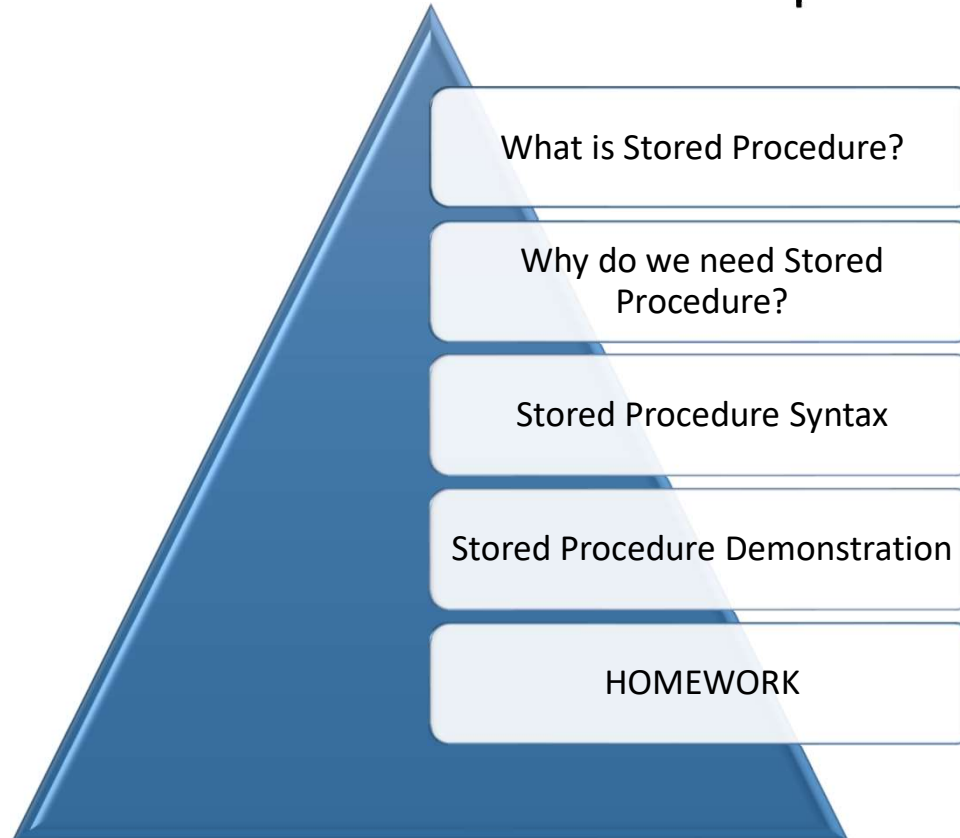 What is Stored Procedure?
Why do we need Stored
Procedure?
Stored Procedure Syntax
Stored Procedure Demonstration
HOMEWORK